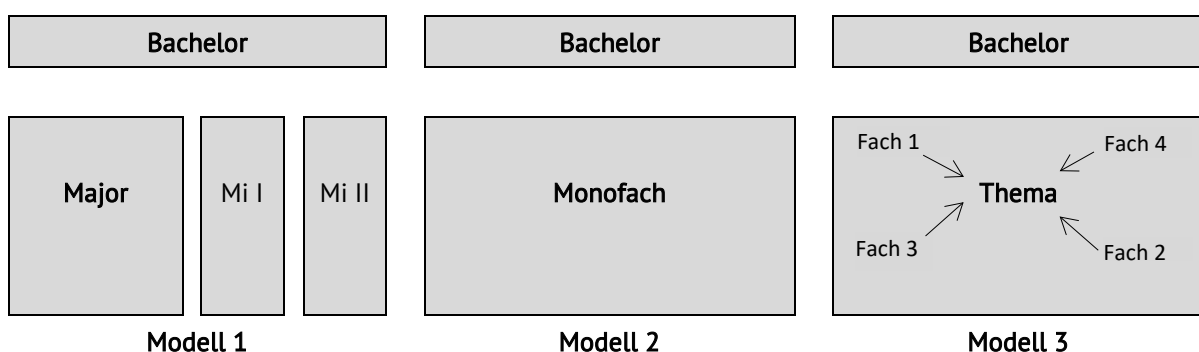 Bachelor
Bachelor
Bachelor
Major
Mi I
Mi II
Monofach
Fach 1
Fach 4
Thema
Fach 3
Fach 2
Modell 1
Modell 2
Modell 3